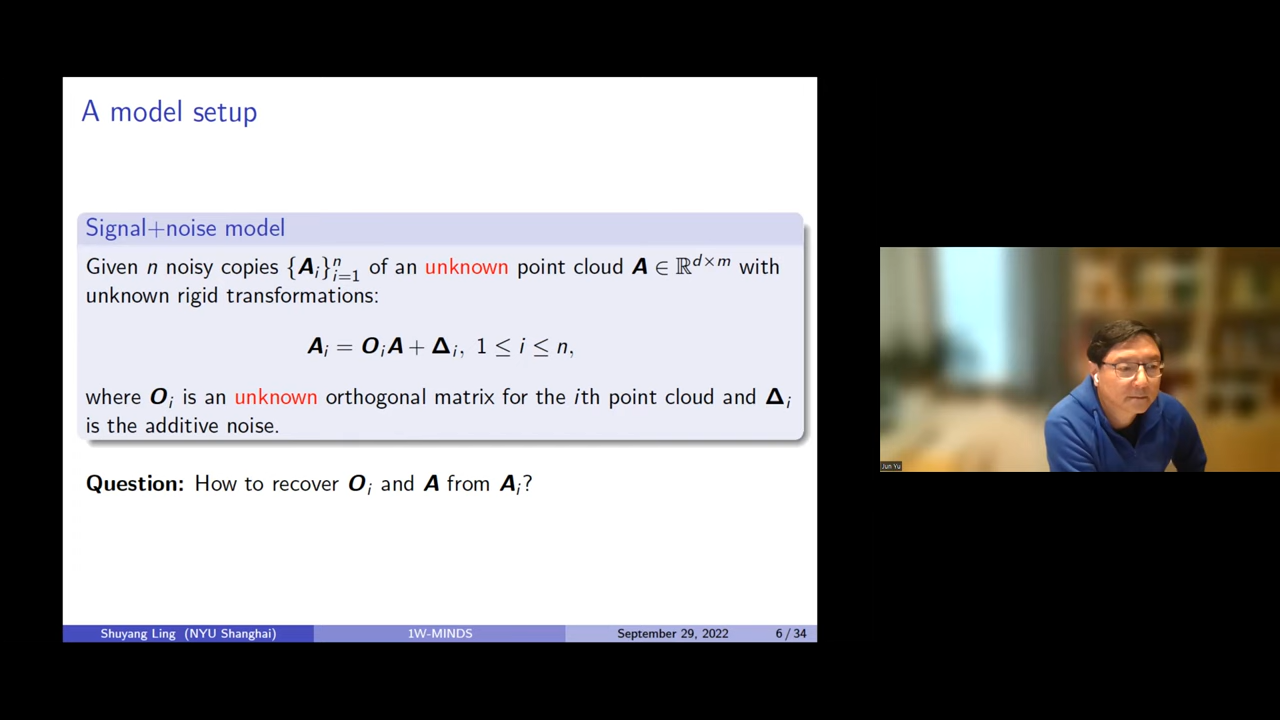 A model setup
Signal+noise model
Given n noisy copies {A_i}_{i=1}^n of an unknown point cloud A ∈ ℝ^{d×m} with
unknown rigid transformations:
A_i = O_iA + Δ_i, 1 ≤ i ≤ n,
where O_i is an unknown orthogonal matrix for the ith point cloud and Δ_i
is the additive noise.
Question: How to recover O_i and A from A_i?
Shuyang Ling (NYU Shanghai) 1W-MINDS September 29, 2022 6 / 34
Jun Yu